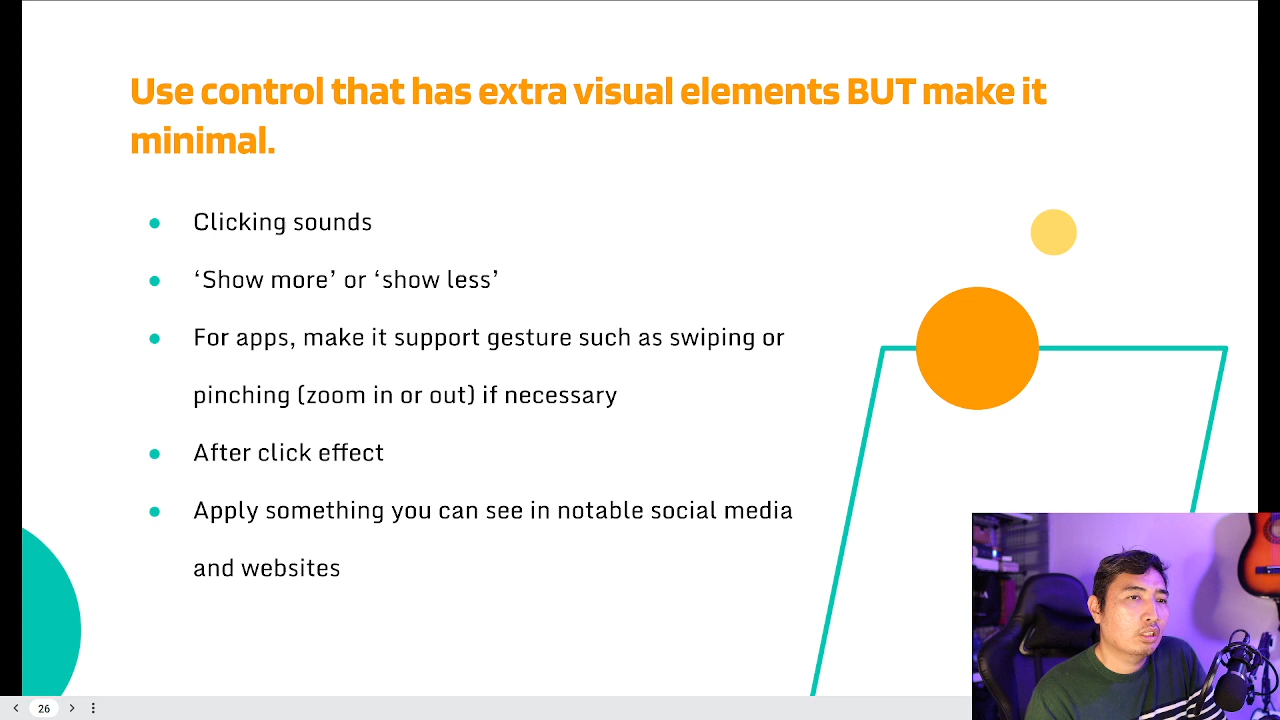 Use control that has extra visual elements BUT make it
minimal.
● Clicking sounds
● ‘Show more’ or ‘show less’
● For apps, make it support gesture such as swiping or
pinching (zoom in or out) if necessary
● After click effect
● Apply something you can see in notable social media
and websites
26